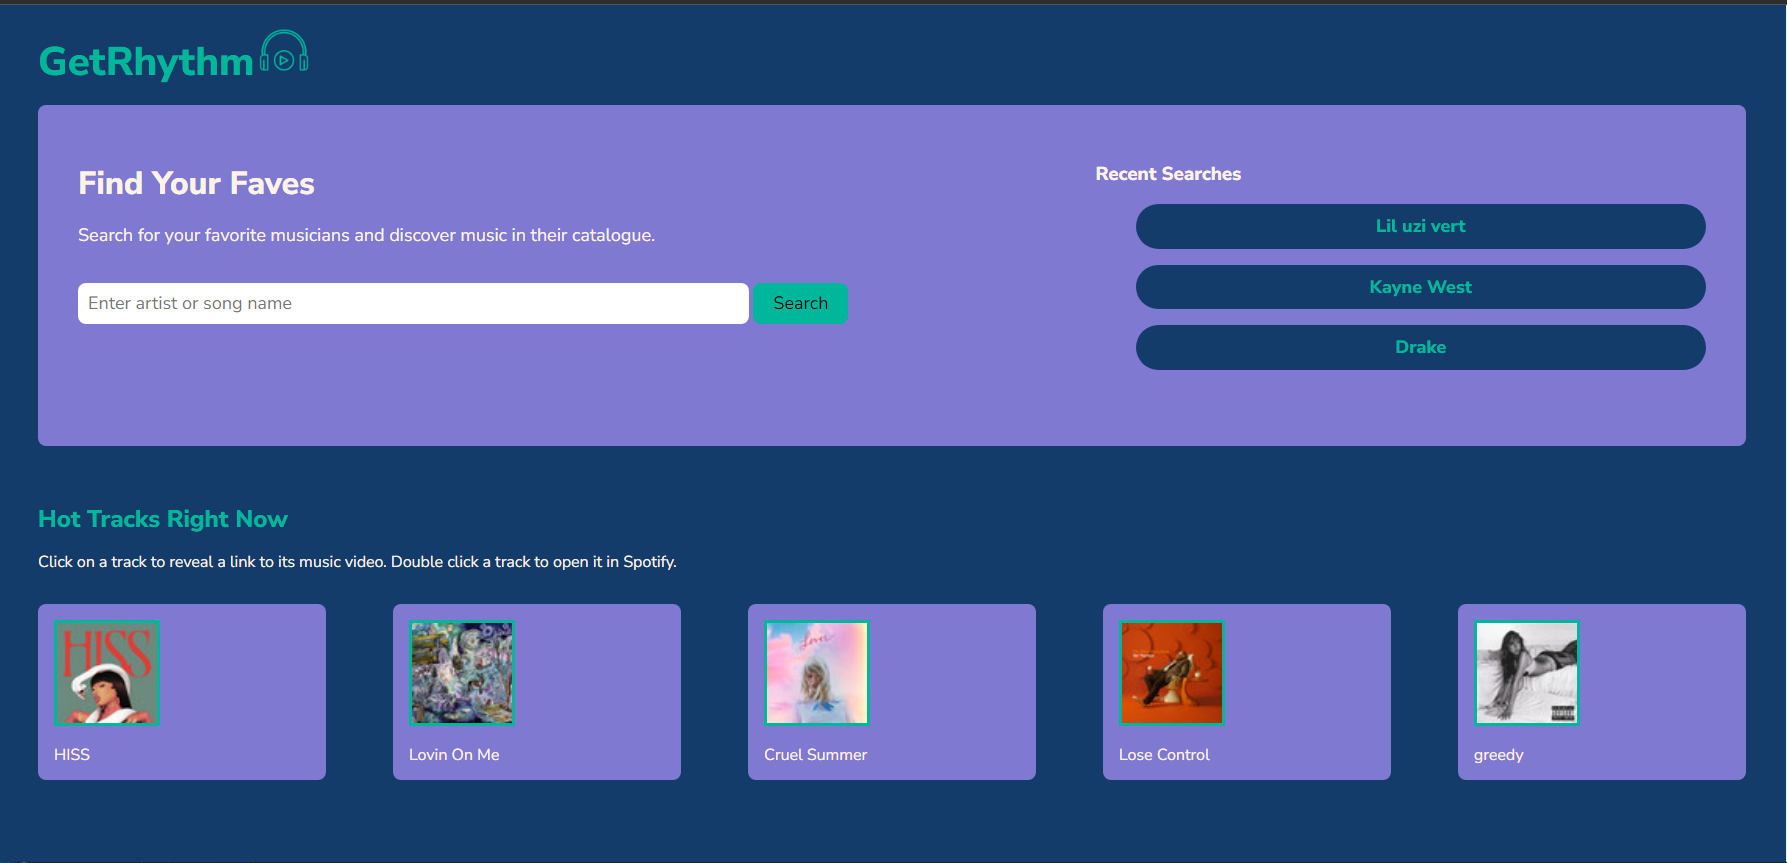 GetRhythm
Find Your Faves
Search for your favorite musicians and discover music in their catalogue.
Enter artist or song name
Search
Recent Searches
Lil uzi vert
Kayne West
Drake
Hot Tracks Right Now
Click on a track to reveal a link to its music video. Double click a track to open it in Spotify.
HISS
HISS
Lovin On Me
Lover
Cruel Summer
Lose Control
greedy